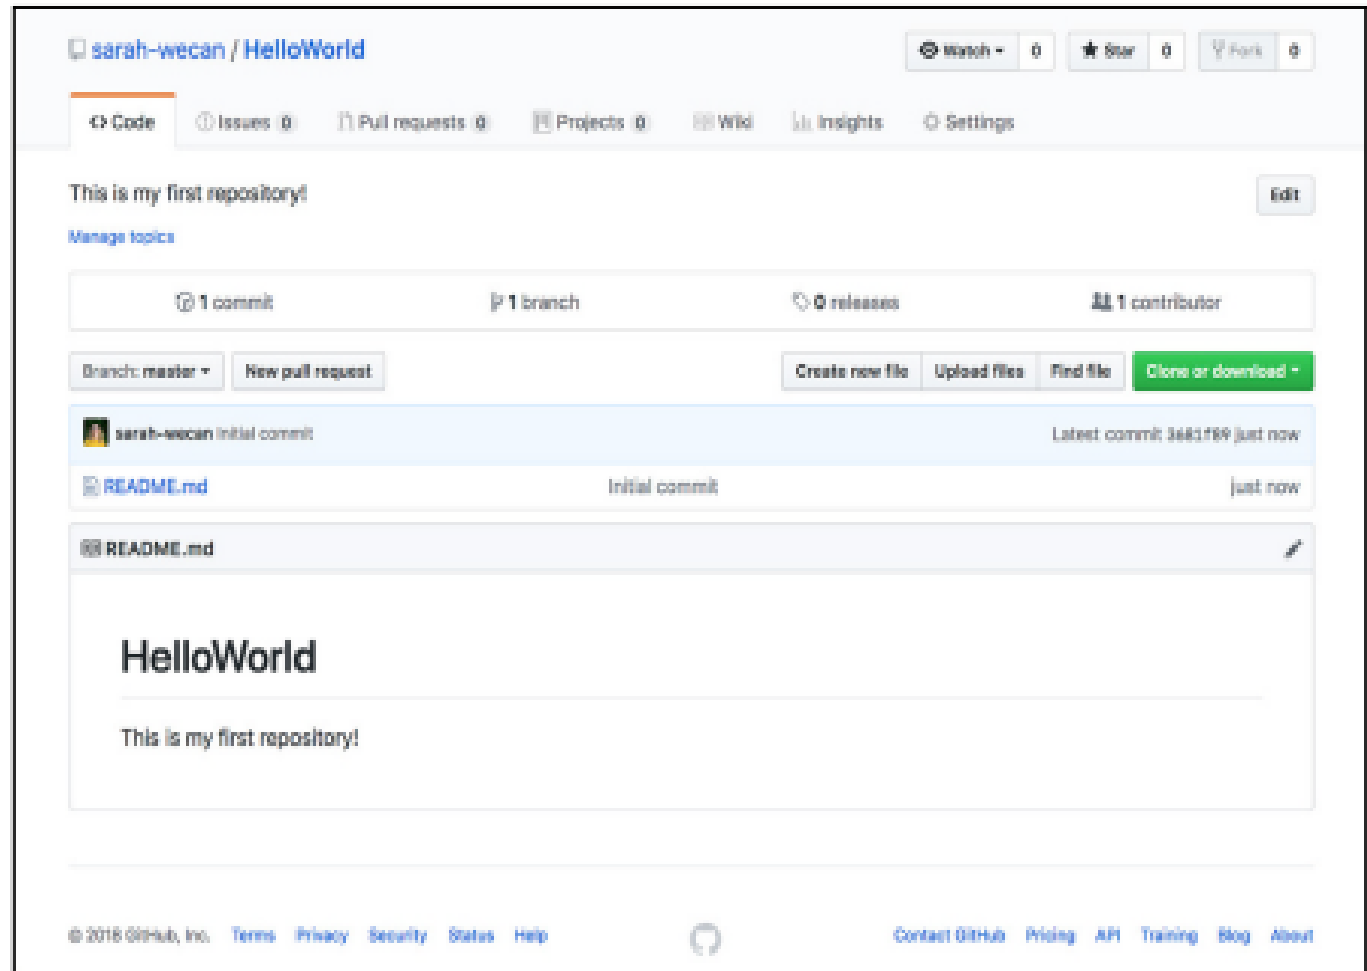 sarah-wecan / HelloWorld Watch 0 Star 0 Fork 0
Code Issues 0 Pull requests 0 Projects 0 Wiki Insights Settings
This is my first repository! Edit
Manage topics
1 commit 1 branch 0 releases 1 contributor
Branch: master New pull request Create new file Upload files Find file Clone or download
sarah-wecan Initial commit Latest commit 3681f89 just now
README.md Initial commit just now
README.md
HelloWorld
This is my first repository!
© 2018 GitHub, Inc. Terms Privacy Security Status Help Contact GitHub Pricing API Training Blog About